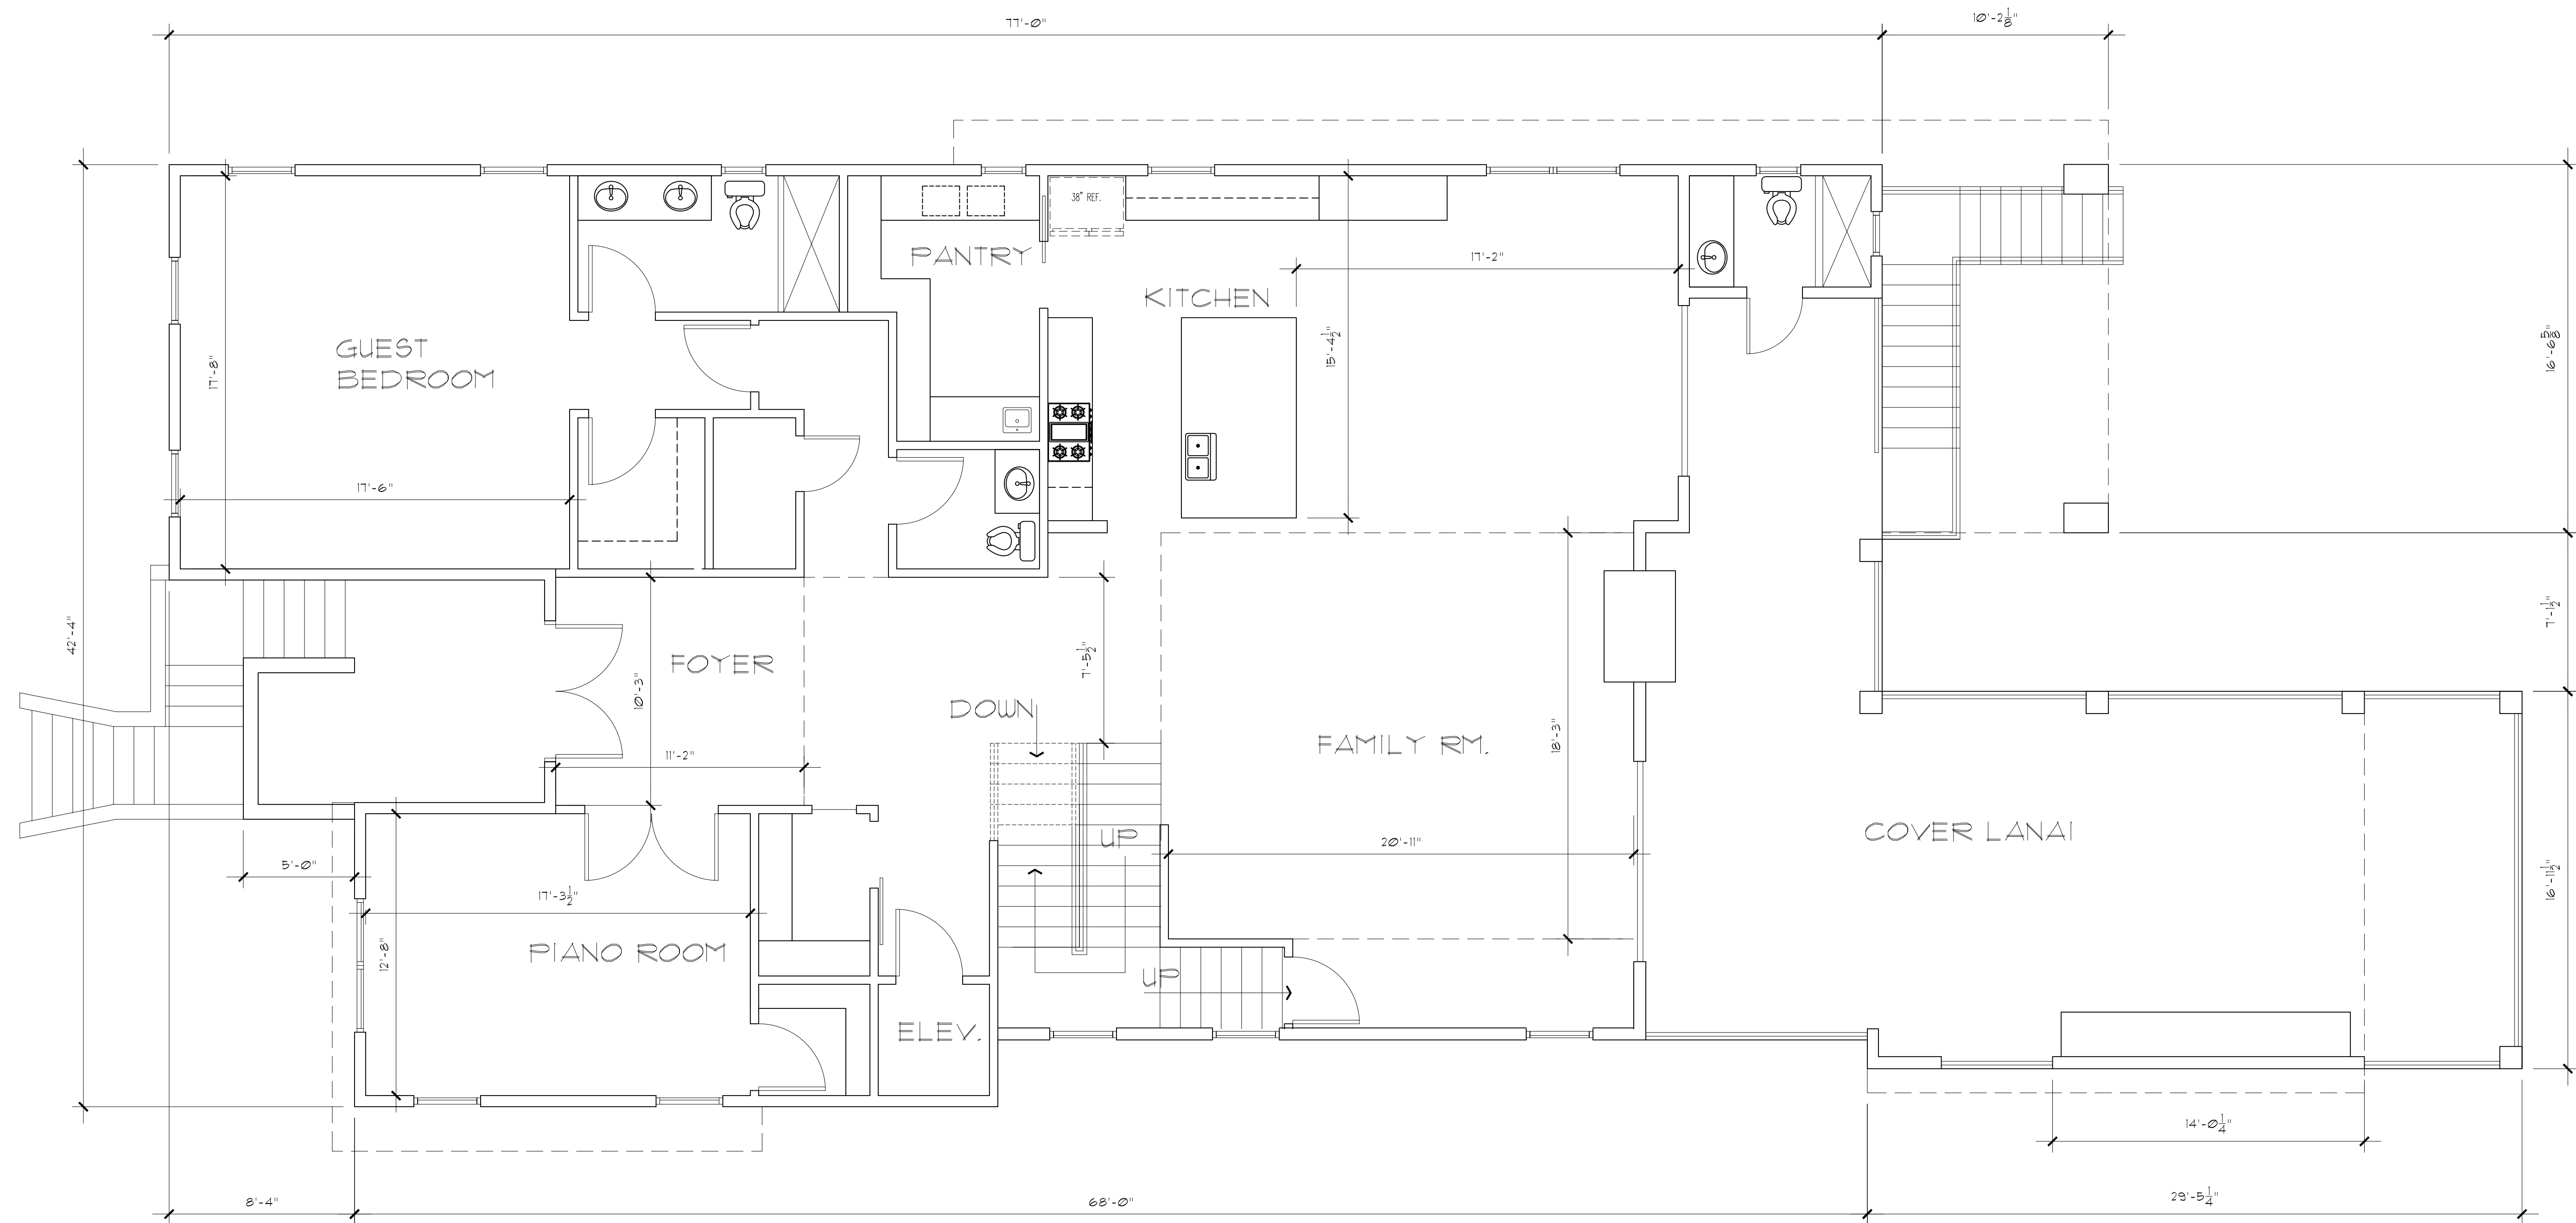 77'-0"
10'-2 1/8"
38" REF.
PANTRY
17'-2"
KITCHEN
GUEST
BEDROOM
17'-8"
15'-4 1/2"
16'-6 5/8"
17'-6"
42'-4"
FOYER
10'-3"
7'-5 1/2"
7'-1 1/2"
DOWN
11'-2"
FAMILY RM.
18'-3"
UP
20'-11"
COVER LANAI
5'-0"
17'-3 1/2"
12'-8"
PIANO ROOM
UP
16'-11 1/2"
ELEV.
14'-0 1/4"
8'-4"
68'-0"
29'-5 1/4"